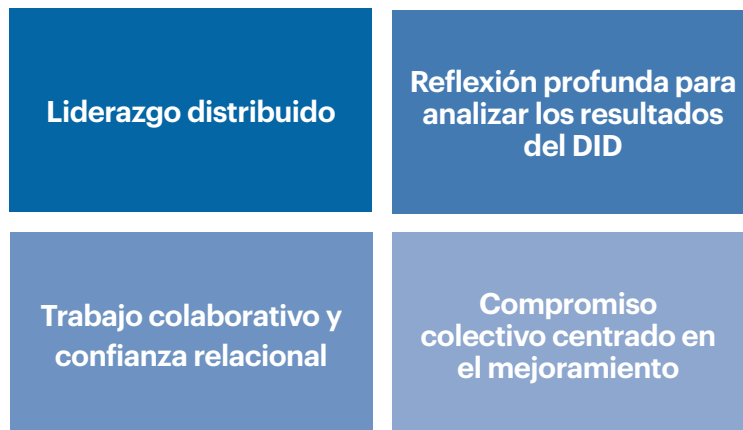 Liderazgo distribuido
Reflexión profunda para
analizar los resultados
del DID
Trabajo colaborativo y
confianza relacional
Compromiso
colectivo centrado en
el mejoramiento